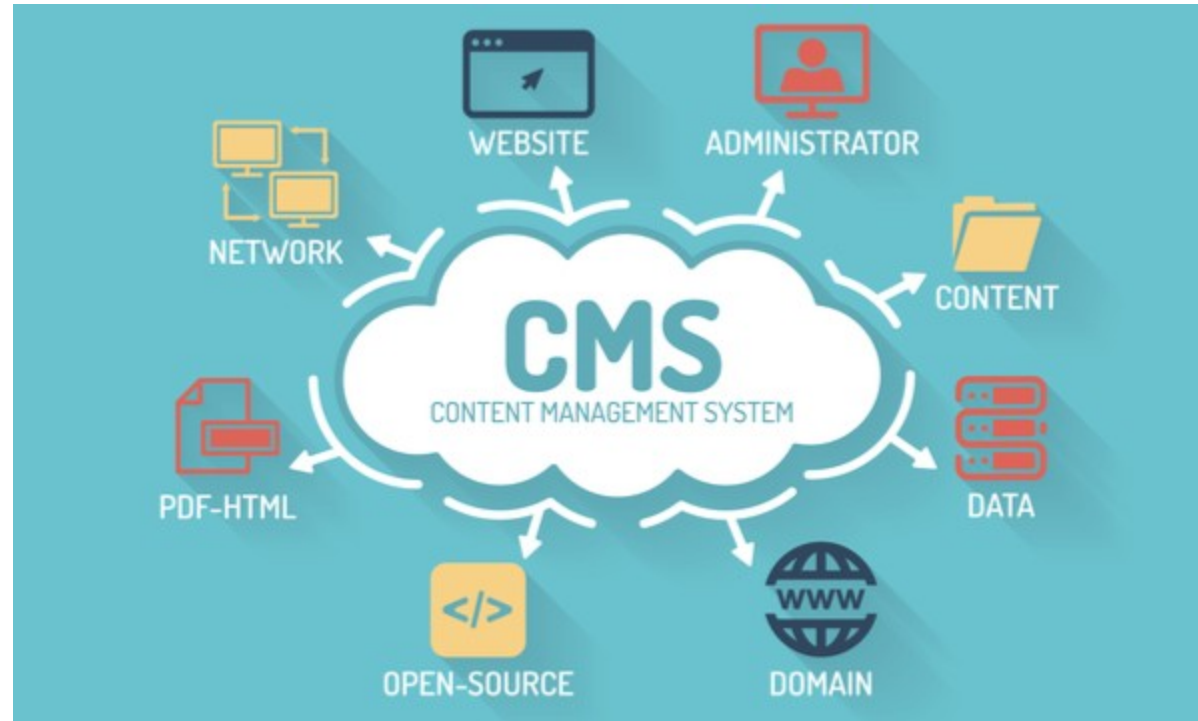 WEBSITE
ADMINISTRATOR
NETWORK
CONTENT
CMS
CONTENT MANAGEMENT SYSTEM
PDF-HTML
DATA
</>
WWW
OPEN-SOURCE
DOMAIN